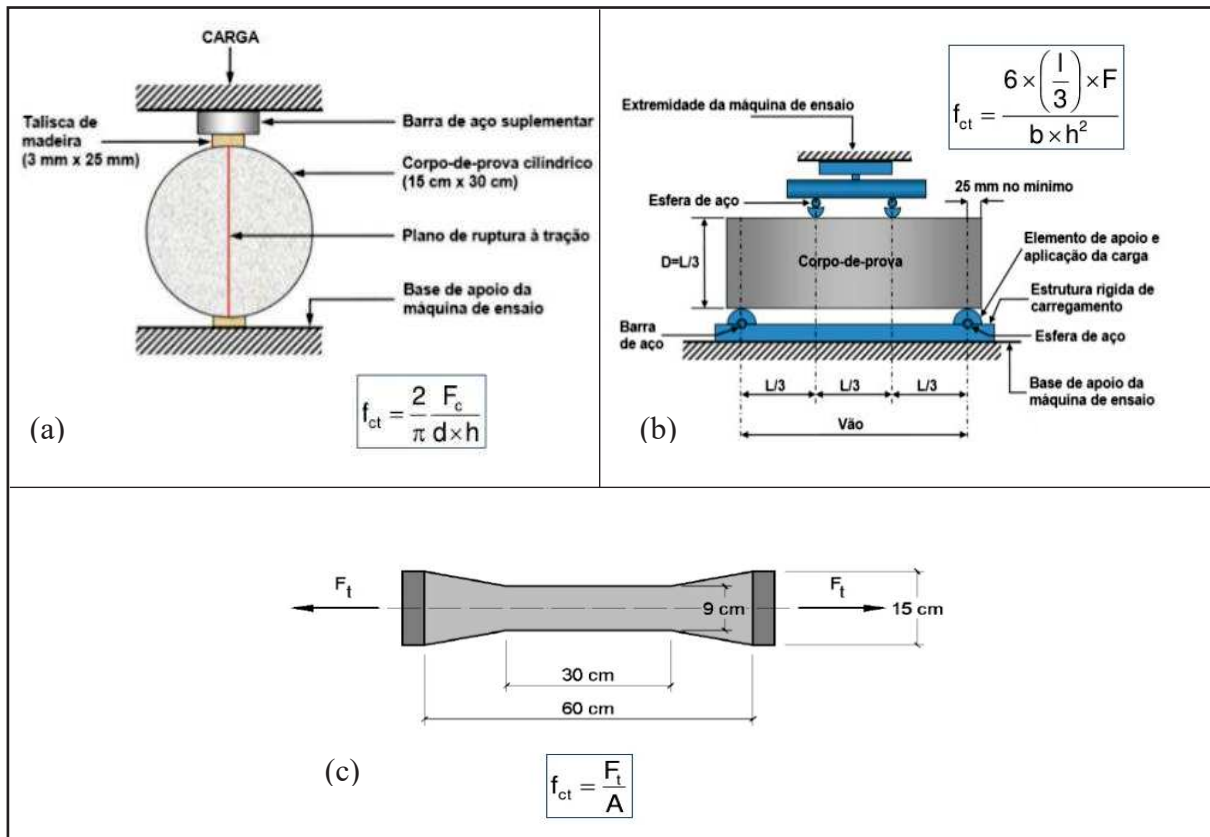 CARGA
Talisca de
madeira
(3 mm x 25 mm)
Barra de aço suplementar
Corpo-de-prova cilíndrico
(15 cm x 30 cm)
Plano de ruptura à tração
Base de apoio da
máquina de ensaio
(a)
f_ct = 2/π F_c/(d×h)
f_ct = (6 × (l/3) × F)/(b × h²)
Extremidade da máquina de ensaio
Esfera de aço
25 mm no mínimo
D=L/3
Corpo-de-prova
Elemento de apoio e
aplicação da carga
Estrutura rígida de
carregamento
Barra
de aço
Esfera de aço
L/3 L/3 L/3
Base de apoio da
máquina de ensaio
Vão
(b)
F_t
F_t
9 cm
15 cm
30 cm
60 cm
(c)
f_ct = F_t/A